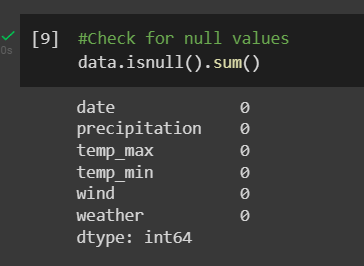 [9] #Check for null values
data.isnull().sum()
0s
date 0
precipitation 0
temp_max 0
temp_min 0
wind 0
weather 0
dtype: int64